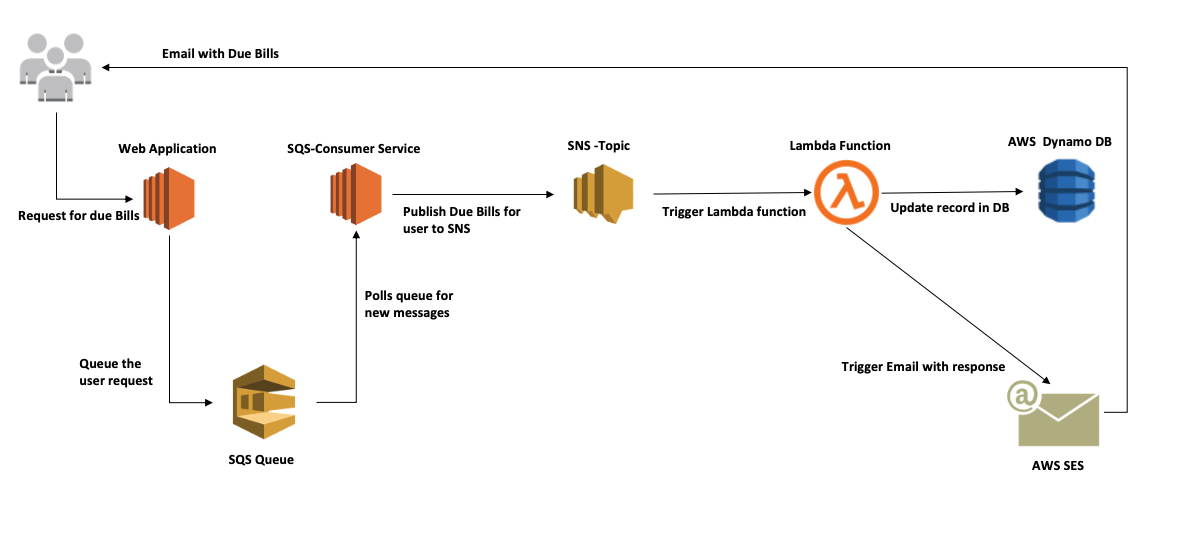 Email with Due Bills
Web Application
SQS-Consumer Service
SNS -Topic
Lambda Function
AWS  Dynamo DB
Request for due Bills
Publish Due Bills for
user to SNS
Trigger Lambda function
Update record in DB
Polls queue for
new messages
Queue the
user request
Trigger Email with response
@
SQS Queue
AWS SES